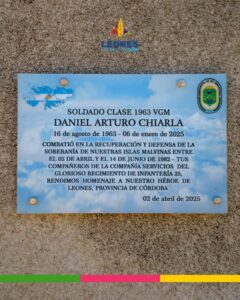 LEONES
SOLDADO CLASE 1963 VGM
DANIEL ARTURO CHIARLA
16 de agosto de 1963 - 06 de enero de 2025
COMBATIÓ EN LA RECUPERACIÓN Y DEFENSA DE LA
SOBERANÍA DE NUESTRAS ISLAS MALVINAS ENTRE
EL 02 DE ABRIL Y EL 14 DE JUNIO DE 1982 - TUS
COMPAÑEROS DE LA COMPAÑÍA SERVICIOS DEL
GLORIOSO REGIMIENTO DE INFANTERÍA 25,
RENDIMOS HOMENAJE A NUESTRO HÉROE DE
LEONES, PROVINCIA DE CÓRDOBA
02 de abril de 2025